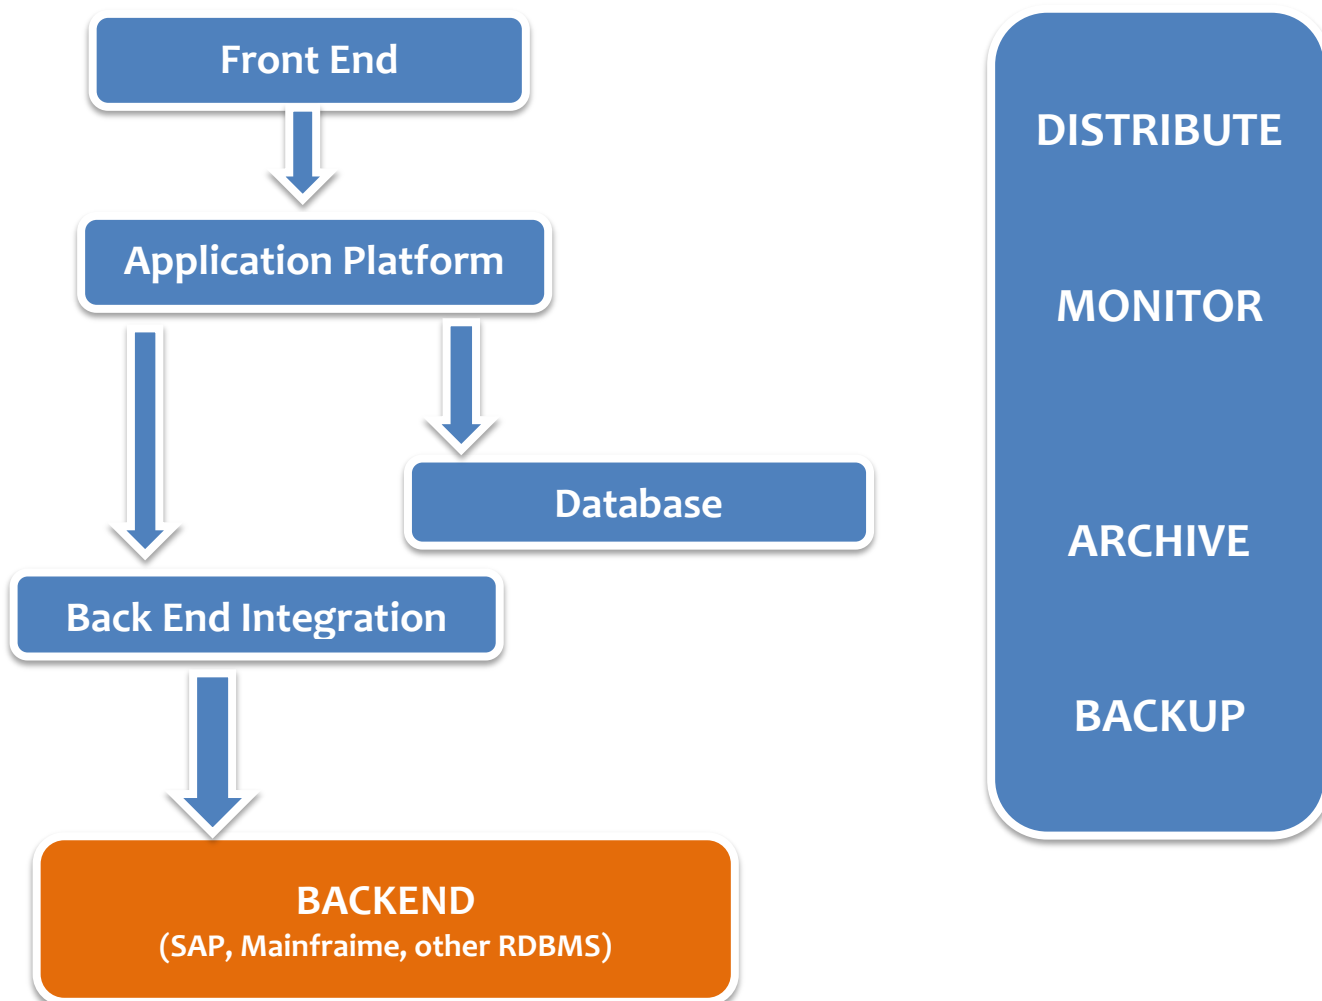 Front End
Application Platform
Database
Back End Integration
BACKEND
(SAP, Mainfraime, other RDBMS)
DISTRIBUTE
MONITOR
ARCHIVE
BACKUP